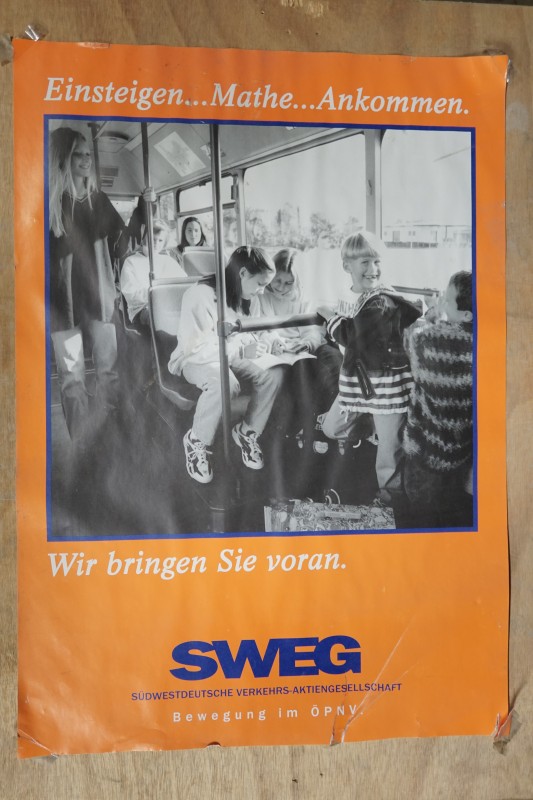 Einsteigen...Mathe...Ankommen.
Wir bringen Sie voran.
SWEG
SÜDWESTDEUTSCHE VERKEHRS-AKTIENGESELLSCHAFT
Bewegung im ÖPNV.